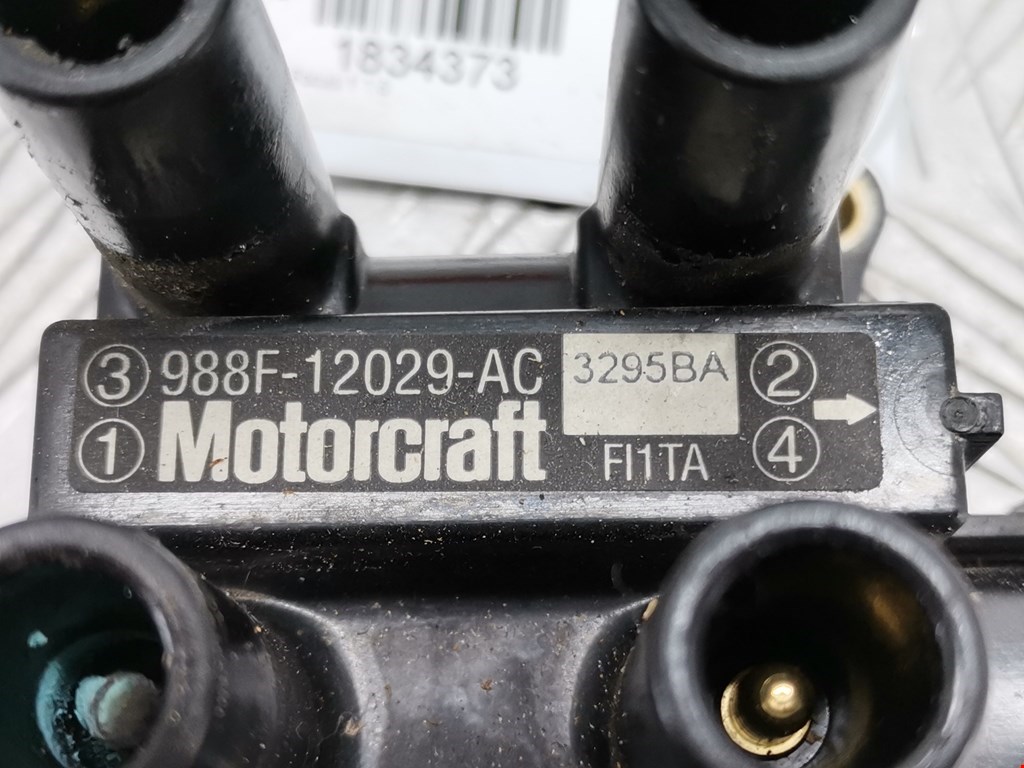 1834373
③ 988F-12029-AC 3295BA ②
① Motorcraft FI1TA ④